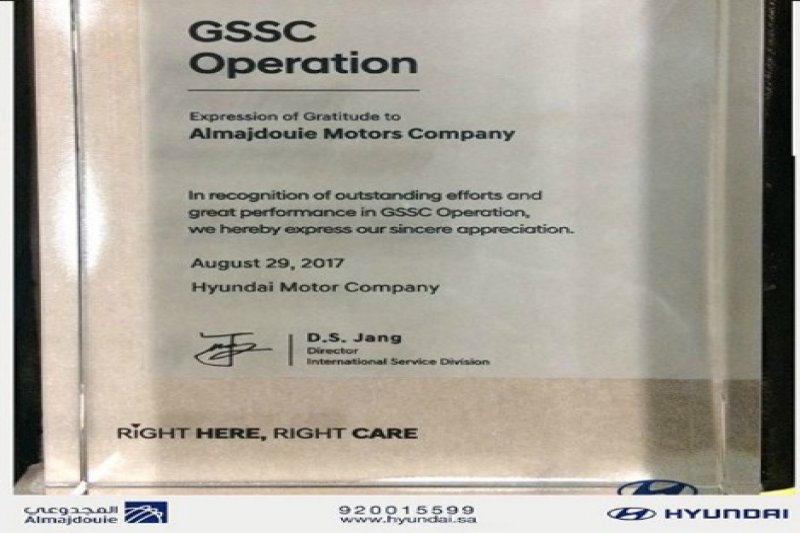 GSSC
Operation
Expression of Gratitude to
Almajdouie Motors Company
In recognition of outstanding efforts and
great performance in GSSC Operation,
we hereby express our sincere appreciation.
August 29, 2017
Hyundai Motor Company
D.S. Jang
Director
International Service Division
RIGHT HERE, RIGHT CARE
المجدوعي
Almajdouie
920015599
www.hyundai.sa
HYUNDAI